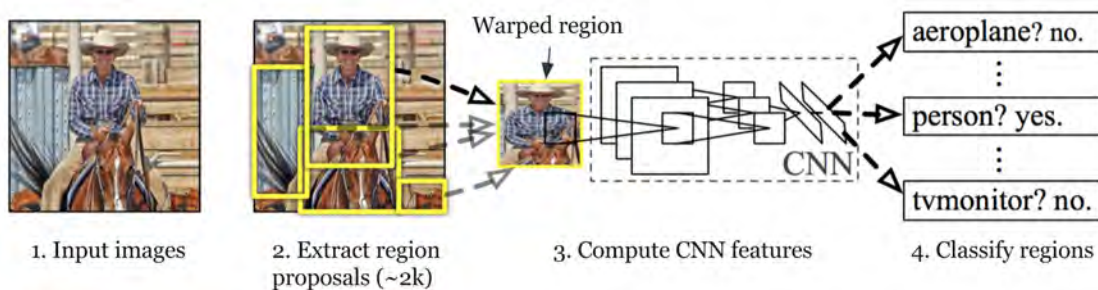 Warped region
aeroplane? no.
person? yes.
CNN
tvmonitor? no.
1. Input images
2. Extract region
proposals (~2k)
3. Compute CNN features
4. Classify regions